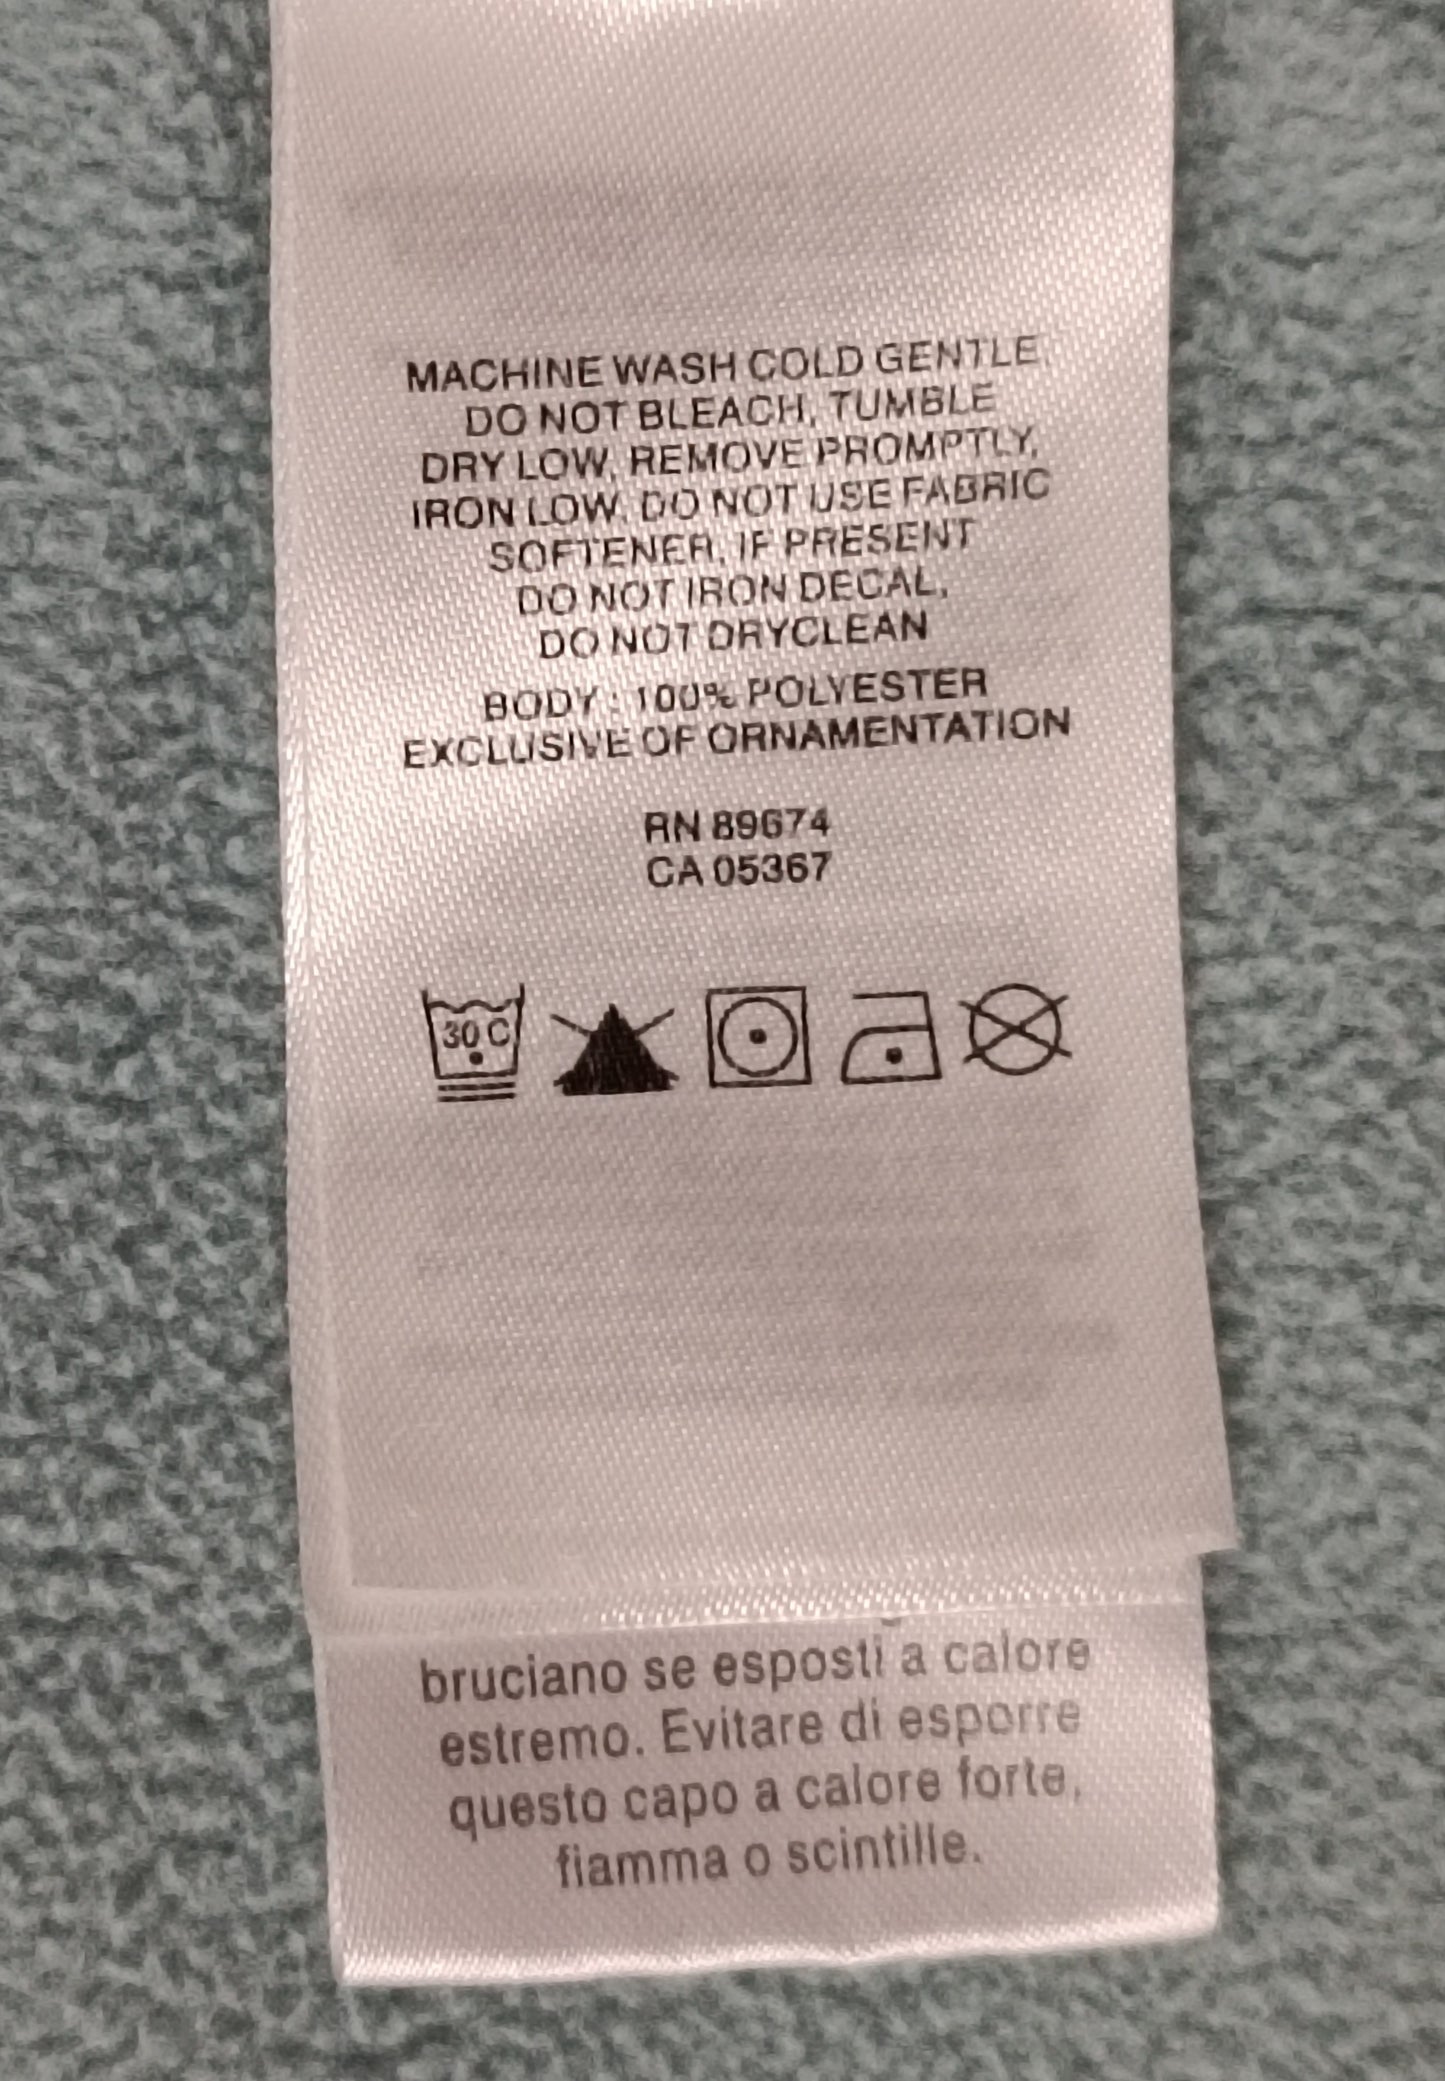 MACHINE WASH COLD GENTLE,
DO NOT BLEACH, TUMBLE
DRY LOW, REMOVE PROMPTLY,
IRON LOW, DO NOT USE FABRIC
SOFTENER, IF PRESENT
DO NOT IRON DECAL,
DO NOT DRYCLEAN
BODY : 100% POLYESTER
EXCLUSIVE OF ORNAMENTATION
RN 89674
CA 05367
30 C
bruciano se esposti a calore
estremo. Evitare di esporre
questo capo a calore forte,
fiamma o scintille.